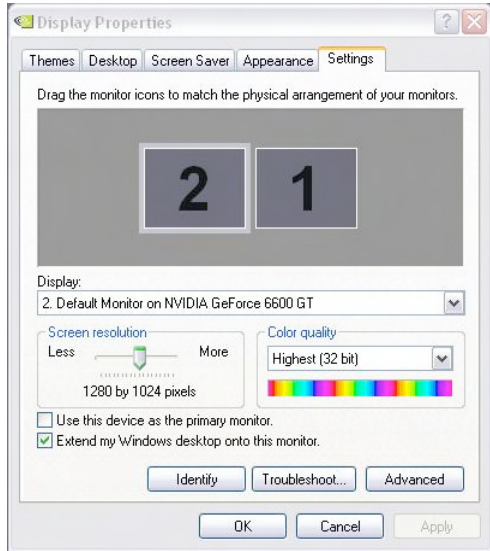 Display Properties
Themes Desktop Screen Saver Appearance Settings
Drag the monitor icons to match the physical arrangement of your monitors.
2 1
Display:
2. Default Monitor on NVIDIA GeForce 6600 GT
Screen resolution Color quality
Less More Highest (32 bit)
1280 by 1024 pixels
Use this device as the primary monitor.
Extend my Windows desktop onto this monitor.
Identify Troubleshoot... Advanced
OK Cancel Apply